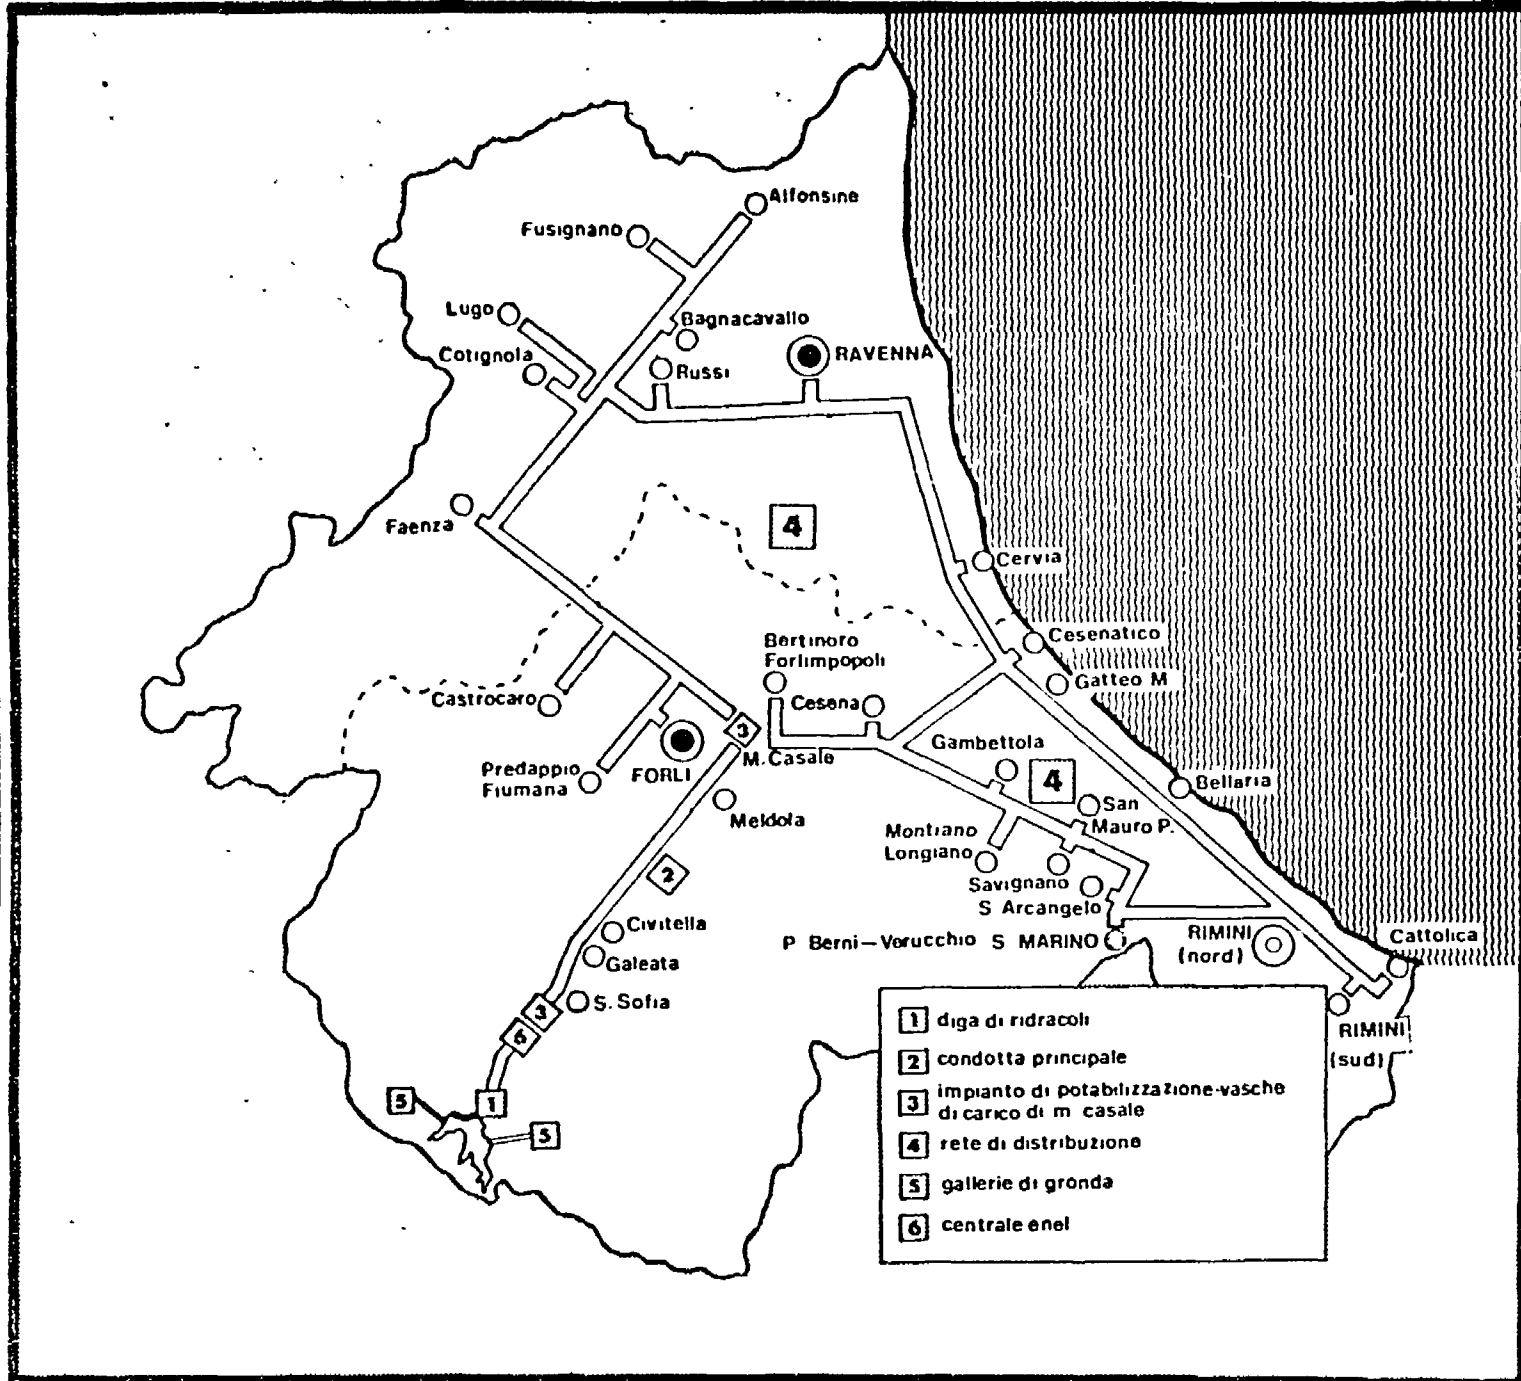 Alfonsine
Fusignano
Lugo
Bagnacavallo
Cotignola
RAVENNA
Russi
4
Faenza
Cervia
Cesenatico
Bertinoro
Forlimpopoli
Gatteo M
Castrocaro
Cesena
3
Gambettola
M. Casale
Predappio
Fiumana
FORLI
4
Bellaria
Meldola
San
Mauro P.
Montiano
Longiano
2
Savignano
S Arcangelo
Civitella
P Berni-Verucchio S MARINO
RIMINI
(nord)
Cattolica
Galeata
S. Sofia
3
6
RIMINI
(sud)
5
1
5
1 diga di ridracoli
2 condotta principale
3 impianto di potabilizzazione-vasche
di carico di m casale
4 rete di distribuzione
5 gallerie di gronda
6 centrale enel